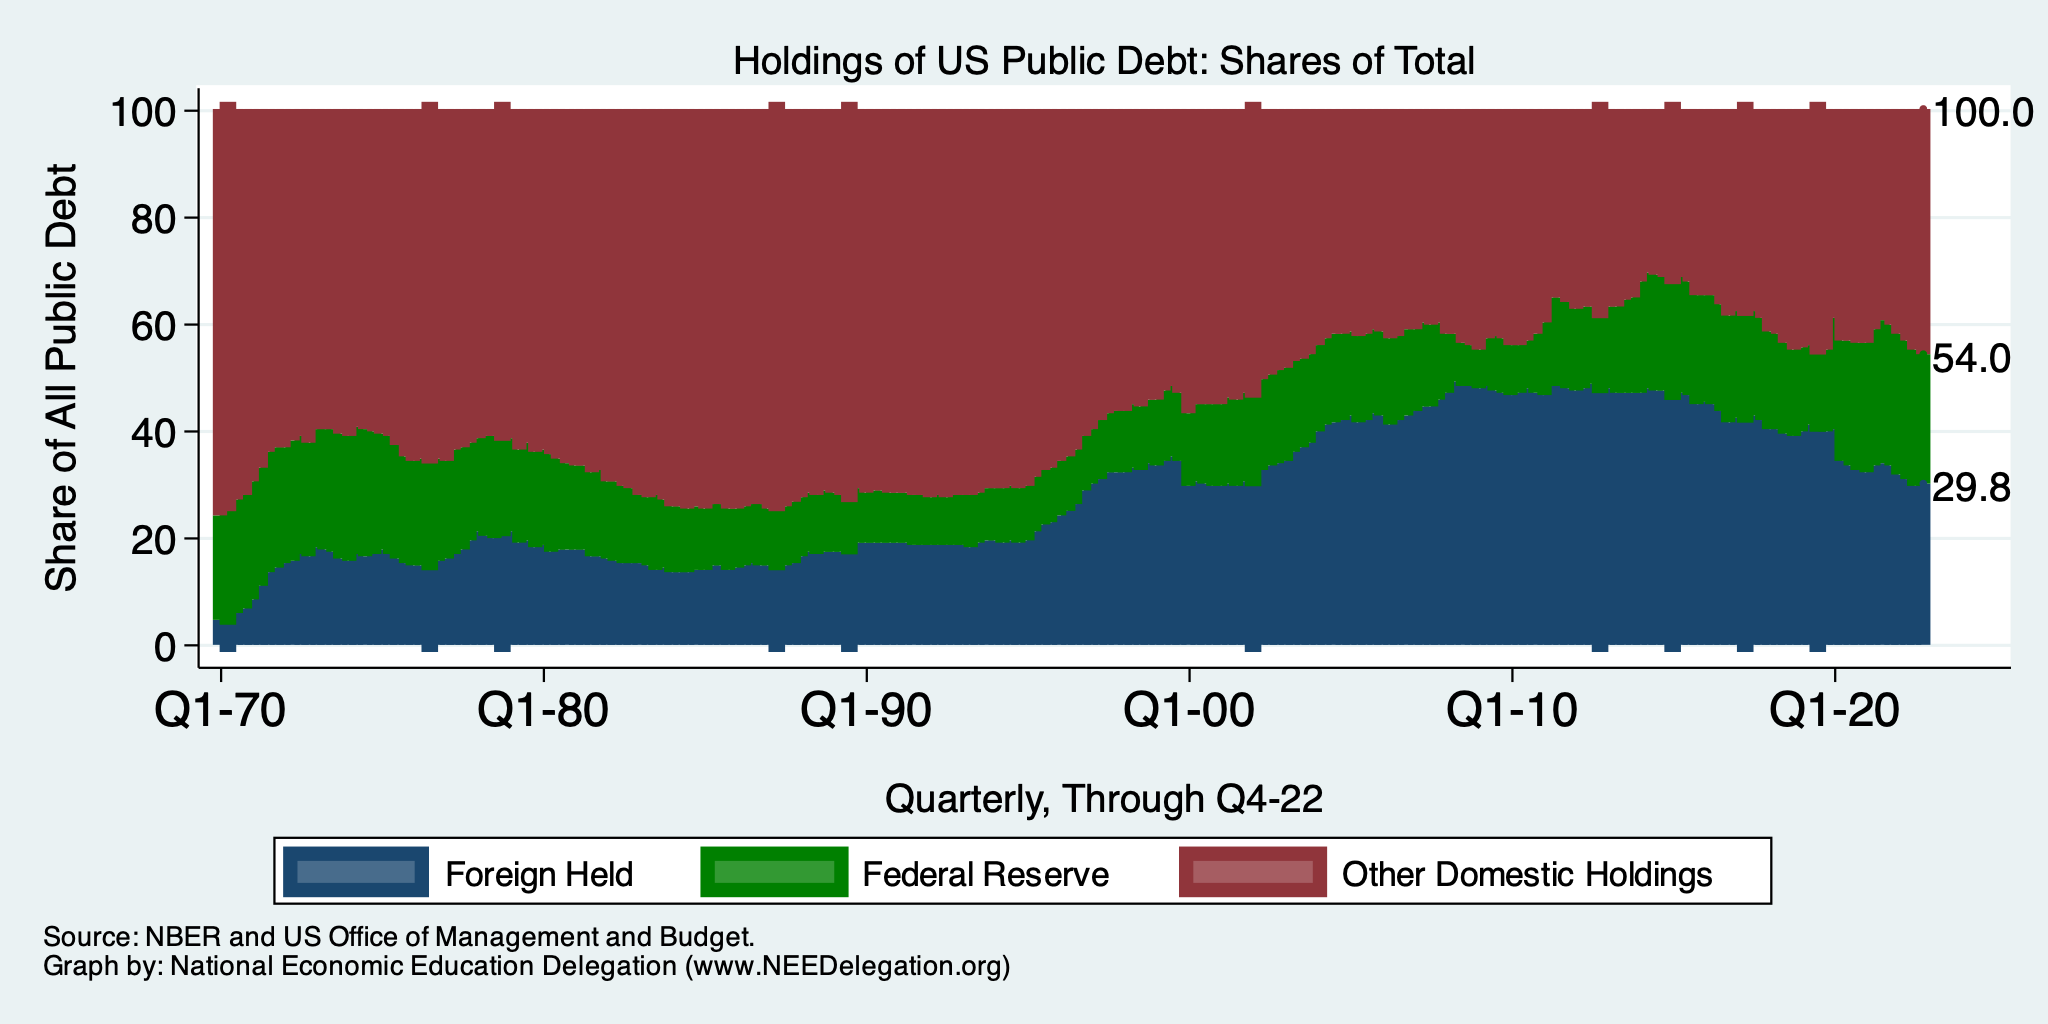 Holdings of US Public Debt: Shares of Total
Share of All Public Debt
100
80
60
40
20
0
100.0
54.0
29.8
Q1-70 Q1-80 Q1-90 Q1-00 Q1-10 Q1-20
Quarterly, Through Q4-22
Foreign Held Federal Reserve Other Domestic Holdings
Source: NBER and US Office of Management and Budget.
Graph by: National Economic Education Delegation (www.NEEDelegation.org)